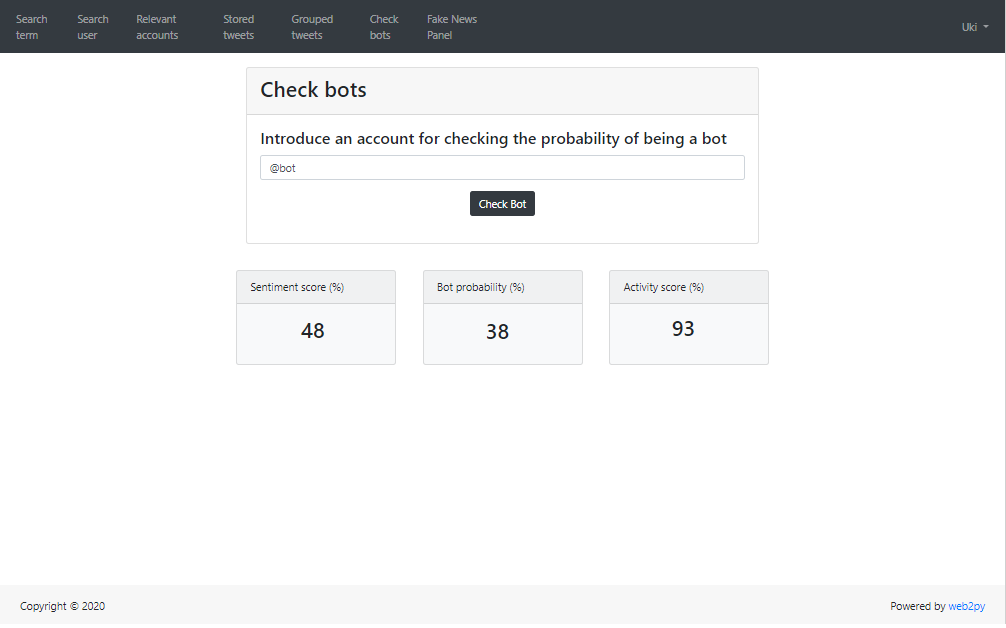 Search term
Search user
Relevant accounts
Stored tweets
Grouped tweets
Check bots
Fake News Panel
Uki
Check bots
Introduce an account for checking the probability of being a bot
@bot
Check Bot
Sentiment score (%)
48
Bot probability (%)
38
Activity score (%)
93
Copyright © 2020
Powered by web2py